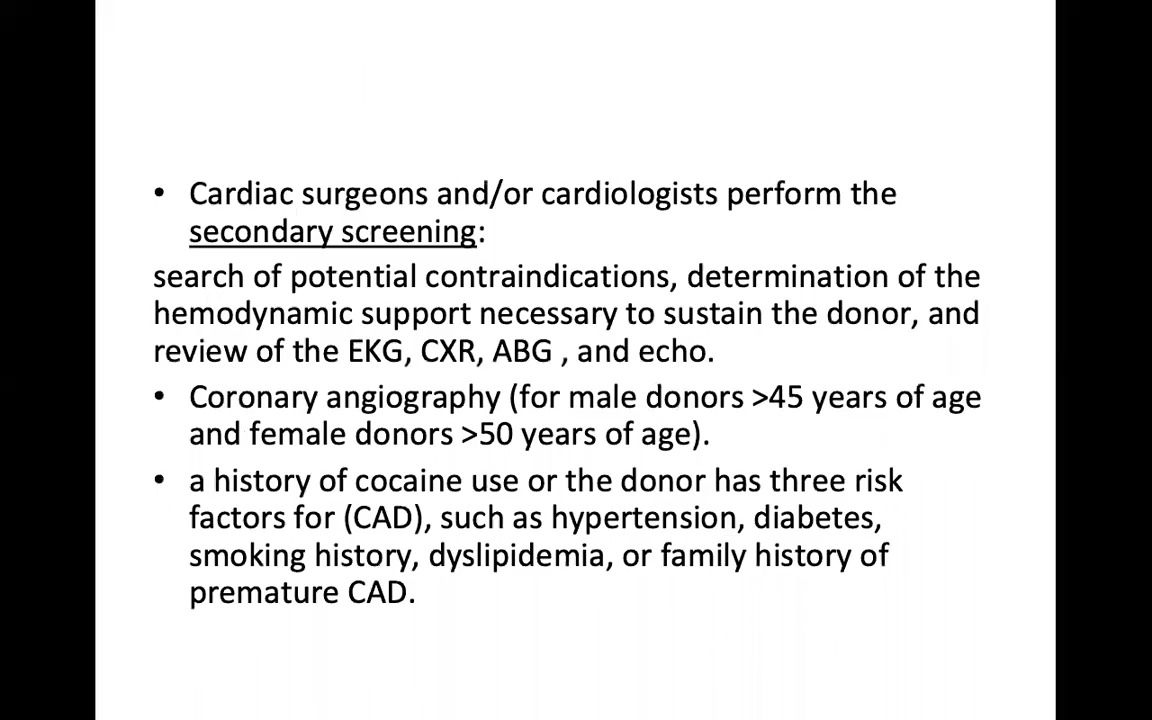 • Cardiac surgeons and/or cardiologists perform the
secondary screening:
search of potential contraindications, determination of the
hemodynamic support necessary to sustain the donor, and
review of the EKG, CXR, ABG , and echo.
• Coronary angiography (for male donors >45 years of age
and female donors >50 years of age).
• a history of cocaine use or the donor has three risk
factors for (CAD), such as hypertension, diabetes,
smoking history, dyslipidemia, or family history of
premature CAD.